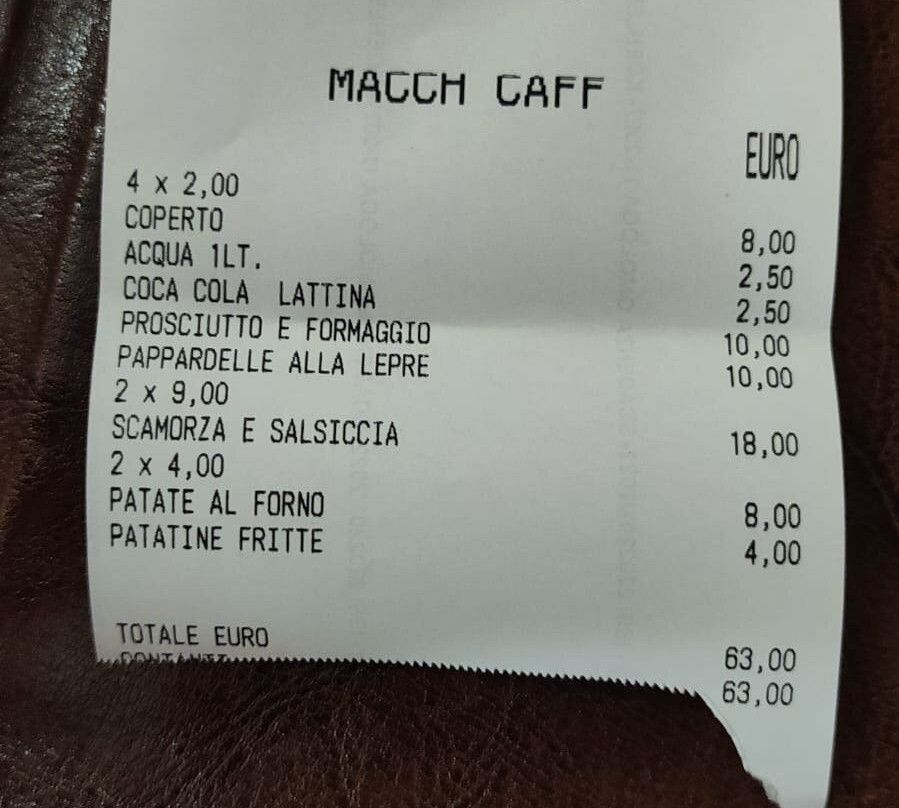 MACCH CAFF
EURO
4 x 2,00
COPERTO 8,00
ACQUA 1LT. 2,50
COCA COLA LATTINA 2,50
PROSCIUTTO E FORMAGGIO 10,00
PAPPARDELLE ALLA LEPRE 10,00
2 x 9,00
SCAMORZA E SALSICCIA 18,00
2 x 4,00
PATATE AL FORNO 8,00
PATATINE FRITTE 4,00
TOTALE EURO 63,00
CONTANTI 63,00